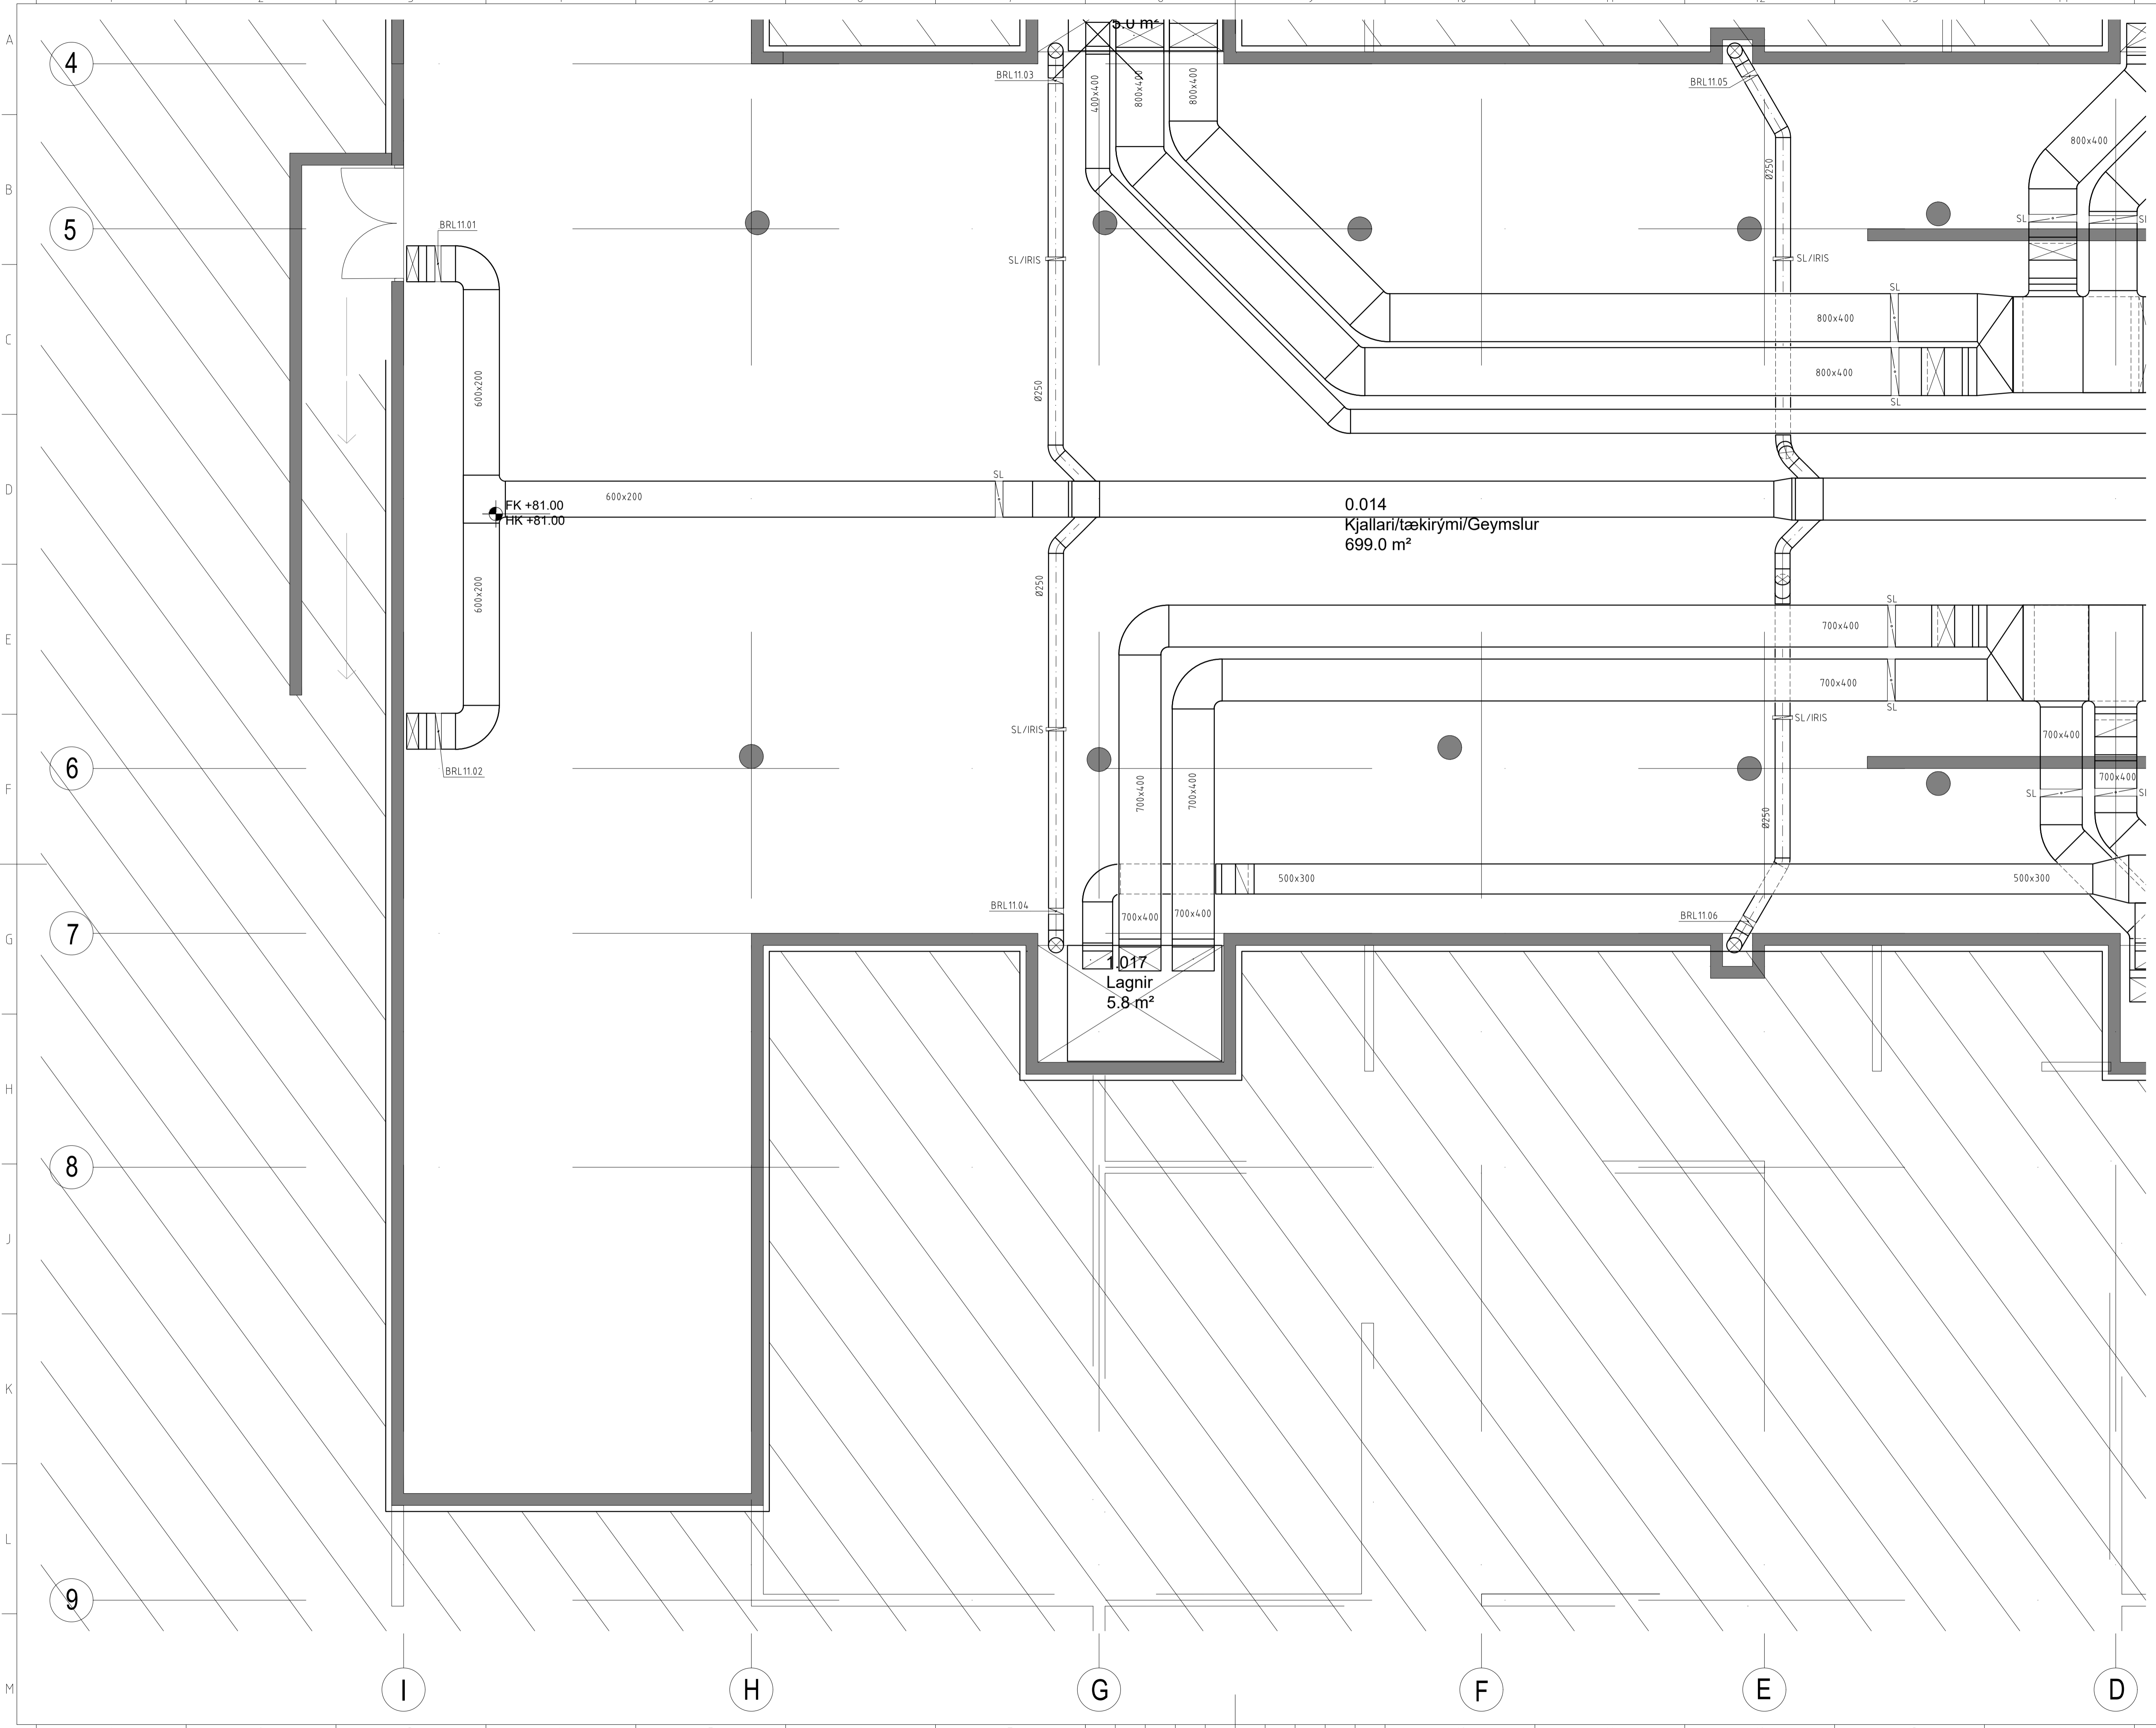 A
4
5.0 m²
BRL11.03
400x400
800x400
800x400
BRL11.05
800x400
B
5
BRL11.01
Ø250
SL
SL
SL/IRIS
SL/IRIS
SL
C
800x400
600x200
Ø250
800x400
SL
D
SL
600x200
FK +81.00
HK +81.00
0.014
Kjallari/tækirými/Geymslur
699.0 m²
600x200
Ø250
SL
E
700x400
700x400
SL
SL/IRIS
SL/IRIS
700x400
6
BRL11.02
700x400
700x400
700x400
F
SL
SL
Ø250
500x300
500x300
BRL11.04
700x400
700x400
BRL11.06
7
G
1.017
Lagnir
5.8 m²
H
8
J
K
L
9
M
I
H
G
F
E
D